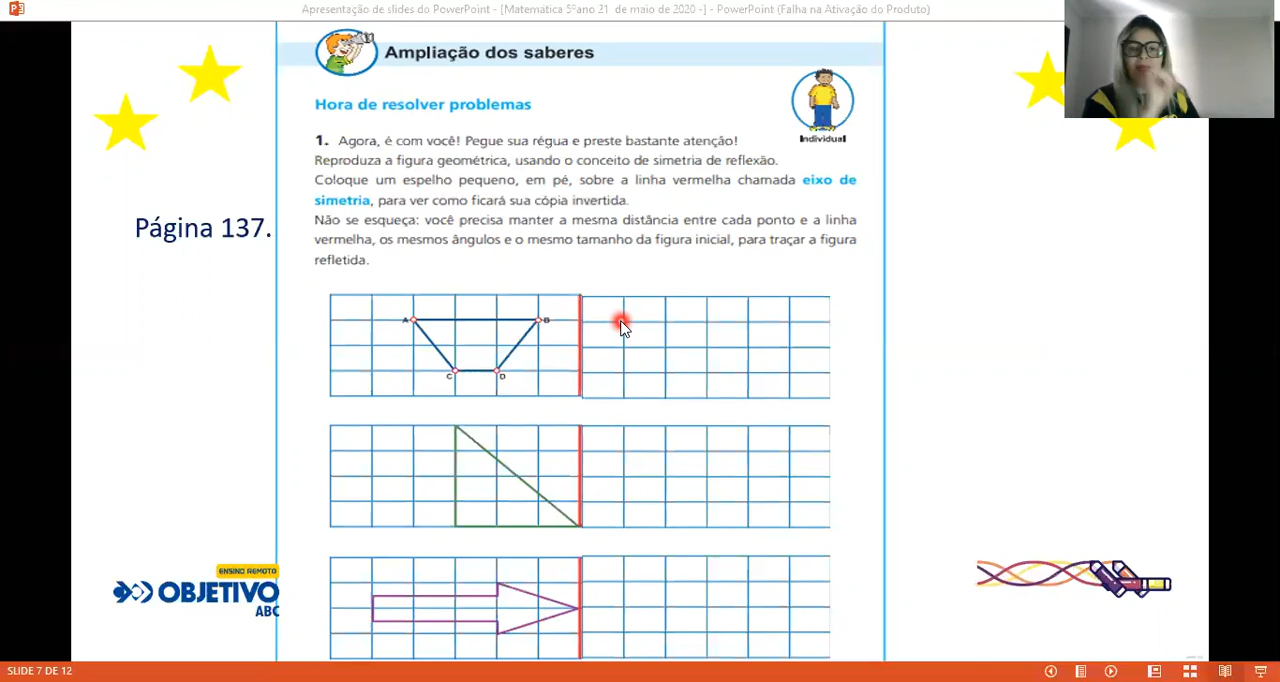 Apresentação de slides do PowerPoint - [Matemática 5ºano 21 de maio de 2020 -] - PowerPoint (Falha na Ativação do Produto)
Ampliação dos saberes
Hora de resolver problemas
Individual
1. Agora, é com você! Pegue sua régua e preste bastante atenção!
Reproduza a figura geométrica, usando o conceito de simetria de reflexão.
Coloque um espelho pequeno, em pé, sobre a linha vermelha chamada eixo de
simetria, para ver como ficará sua cópia invertida.
Não se esqueça: você precisa manter a mesma distância entre cada ponto e a linha
vermelha, os mesmos ângulos e o mesmo tamanho da figura inicial, para traçar a figura
refletida.
Página 137.
A B
C D
ENSINO REMOTO
OBJETIVO
ABC
SLIDE 7 DE 12